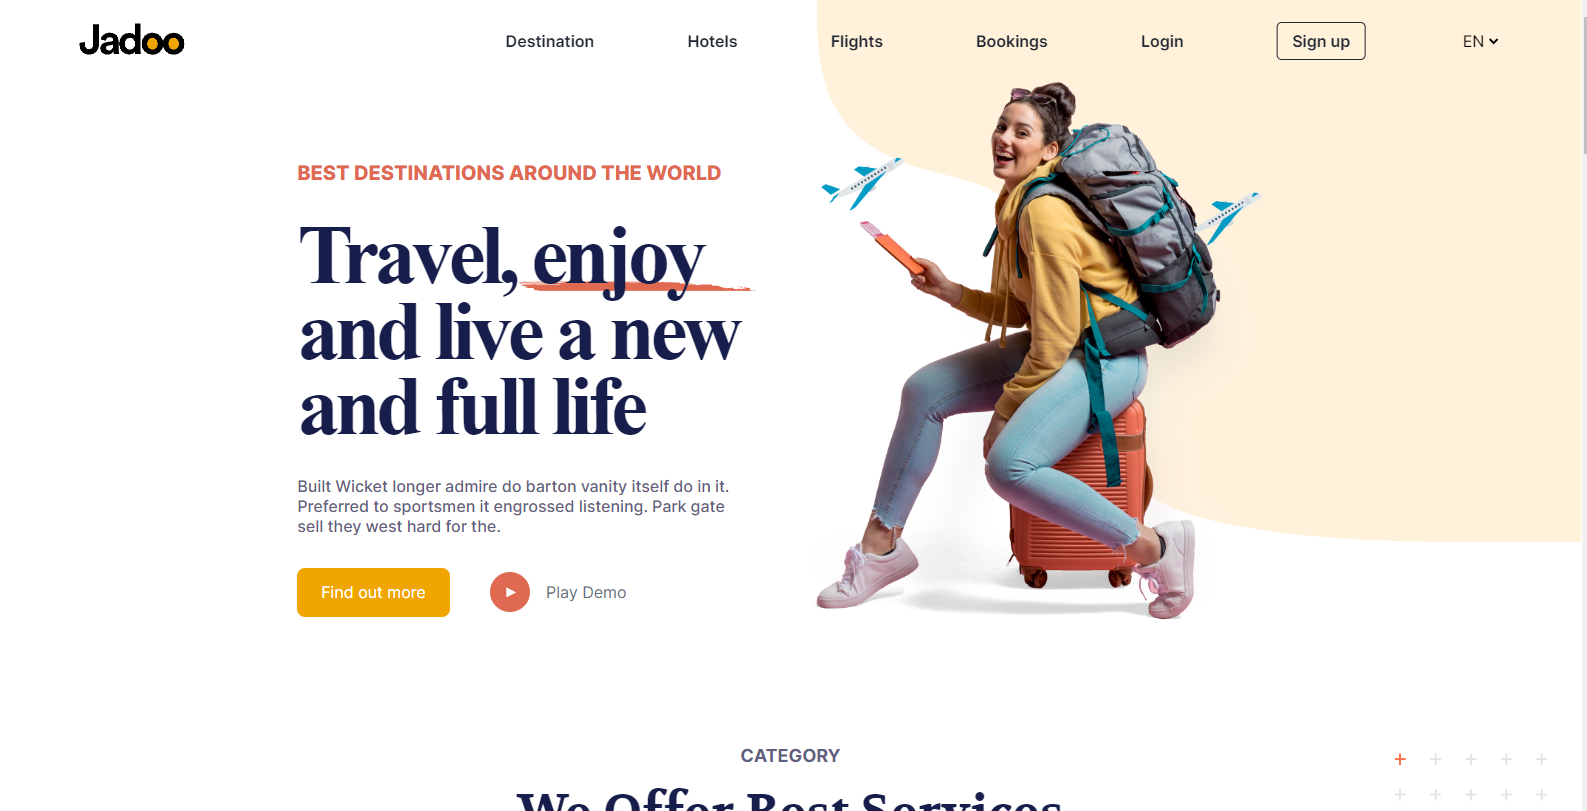 Jadoo
Destination
Hotels
Flights
Bookings
Login
Sign up
EN
BEST DESTINATIONS AROUND THE WORLD
Travel, enjoy
and live a new
and full life
Built Wicket longer admire do barton vanity itself do in it.
Preferred to sportsmen it engrossed listening. Park gate
sell they west hard for the.
Find out more
Play Demo
CATEGORY
We Offer Best Services